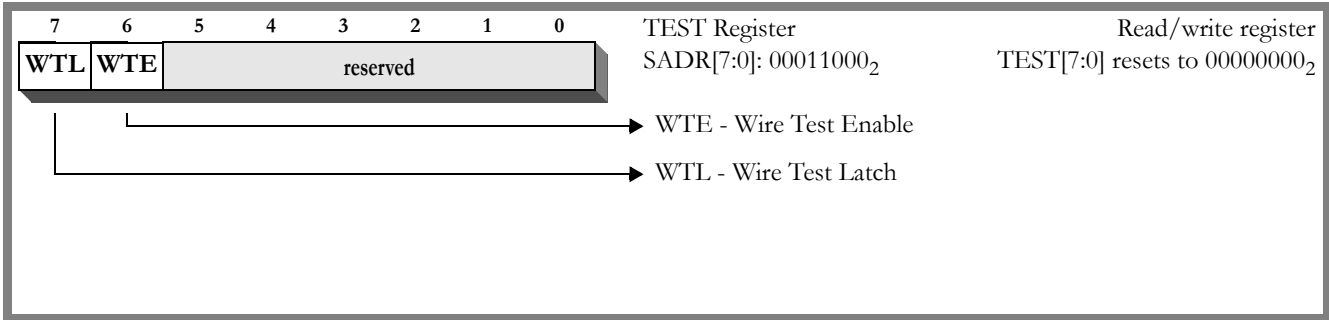 7 6 5 4 3 2 1 0
WTL WTE reserved
TEST Register
SADR[7:0]: 00011000₂
Read/write register
TEST[7:0] resets to 00000000₂
WTE - Wire Test Enable
WTL - Wire Test Latch